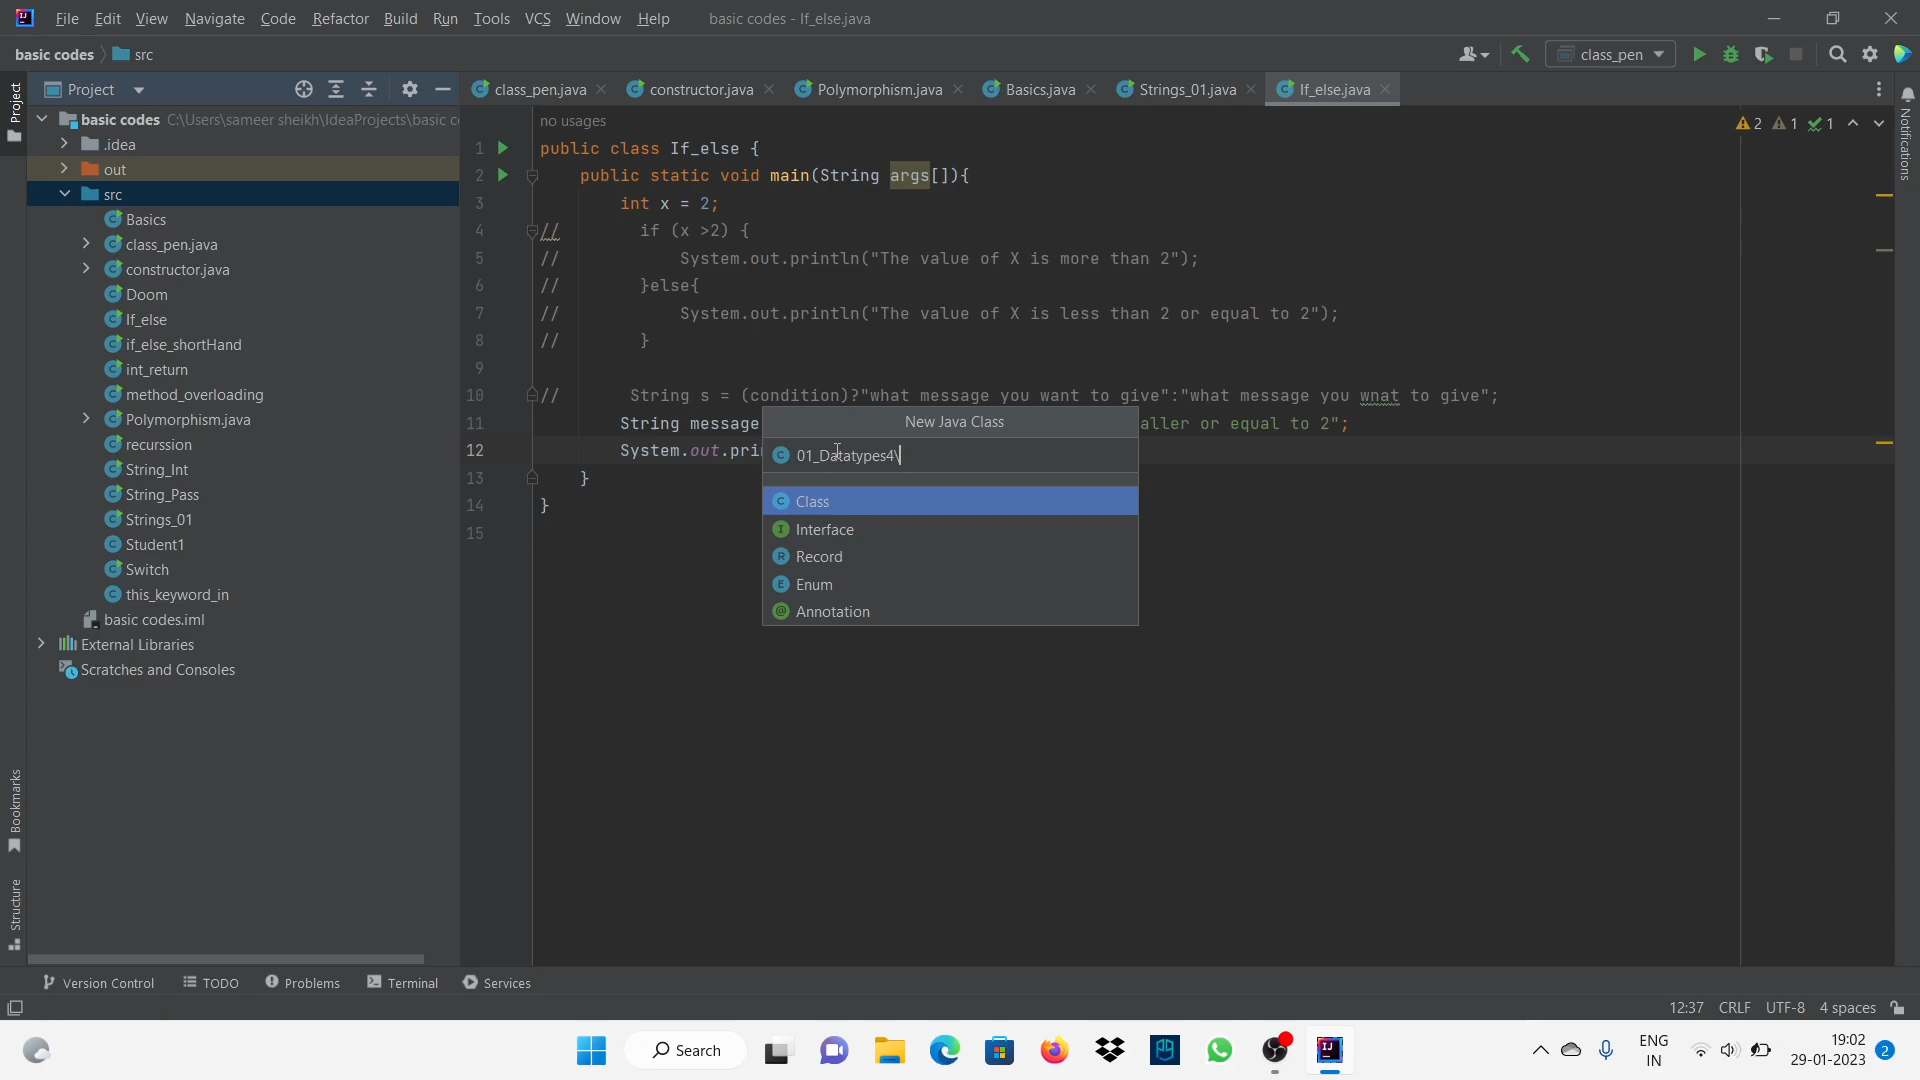 File Edit View Navigate Code Refactor Build Run Tools VCS Window Help basic codes - If_else.java
basic codes src class_pen
Project class_pen.java constructor.java Polymorphism.java Basics.java Strings_01.java If_else.java
Project
Notifications
Bookmarks
Structure
basic codes C:\Users\sameer sheikh\IdeaProjects\basic c
.idea
out
src
Basics
class_pen.java
constructor.java
Doom
If_else
if_else_shortHand
int_return
method_overloading
Polymorphism.java
recurssion
String_Int
String_Pass
Strings_01
Student1
Switch
this_keyword_in
basic codes.iml
External Libraries
Scratches and Consoles
no usages
2 1 1
1 public class If_else {
2 public static void main(String args[]){
3 int x = 2;
4 // if (x >2) {
5 // System.out.println("The value of X is more than 2");
6 // }else{
7 // System.out.println("The value of X is less than 2 or equal to 2");
8 // }
9
10 // String s = (condition)?"what message you want to give":"what message you wnat to give";
11 String message aller or equal to 2";
12 System.out.pri
13 }
14 }
15
New Java Class
01_Datatypes4\
Class
Interface
Record
Enum
Annotation
Version Control TODO Problems Terminal Services
12:37 CRLF UTF-8 4 spaces
Search
ENG
IN
19:02
29-01-2023 2